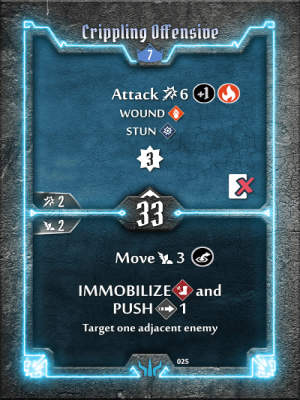 Crippling Offensive
7
Attack 6 +1
WOUND
STUN
3
2
33
2
Move 3
IMMOBILIZE and
PUSH 1
Target one adjacent enemy
025